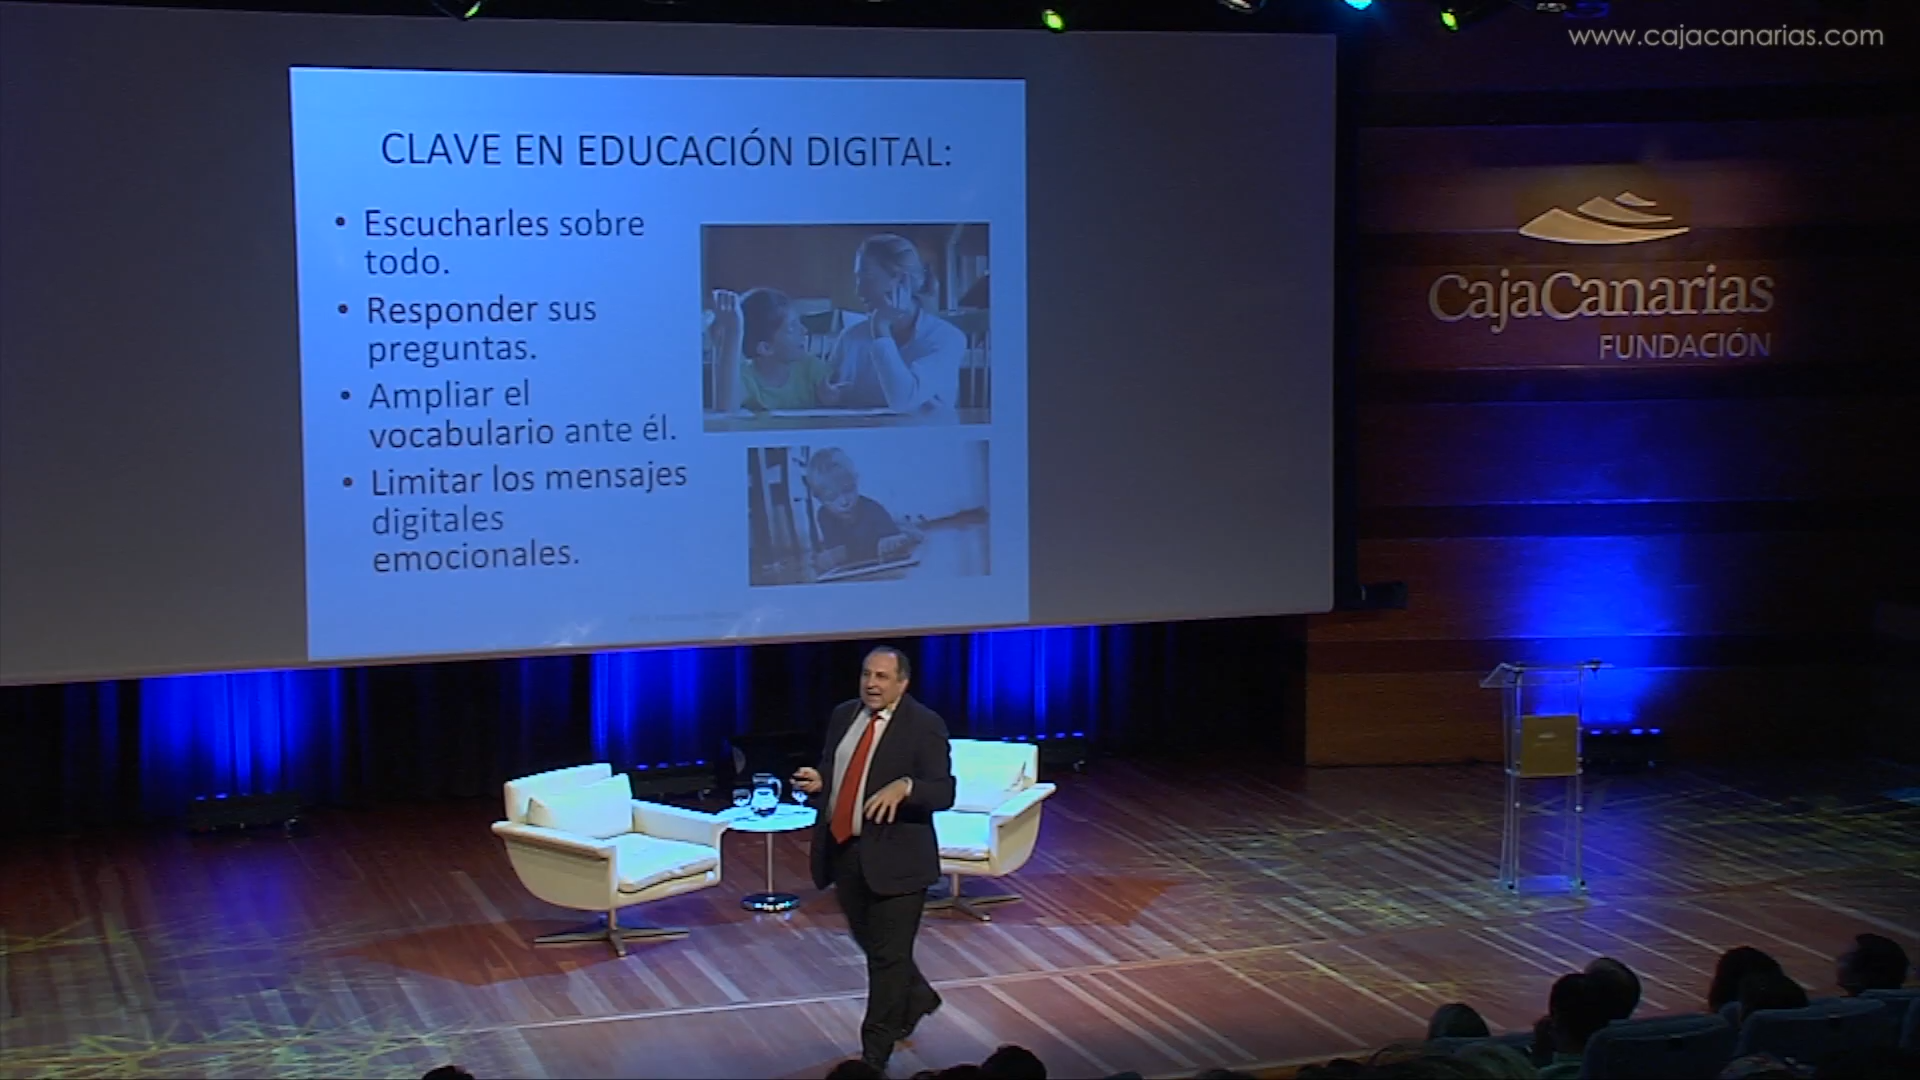 www.cajacanarias.com
CLAVE EN EDUCACIÓN DIGITAL:
• Escucharles sobre
todo.
• Responder sus
preguntas.
• Ampliar el
vocabulario ante él.
• Limitar los mensajes
digitales
emocionales.
CajaCanarias
FUNDACIÓN